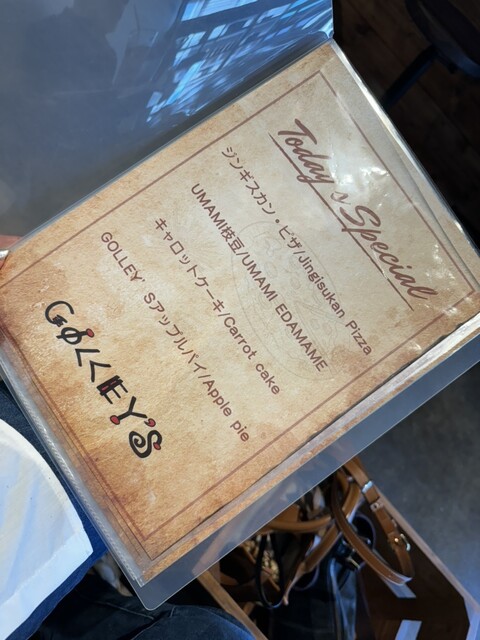 Today's Special
ジンギスカン・ピザ/Jingisukan Pizza
UMAMI枝豆/UMAMI EDAMAME
キャロットケーキ/Carrot cake
GOLLEY'Sアップルパイ/Apple pie
GOLLEY'S